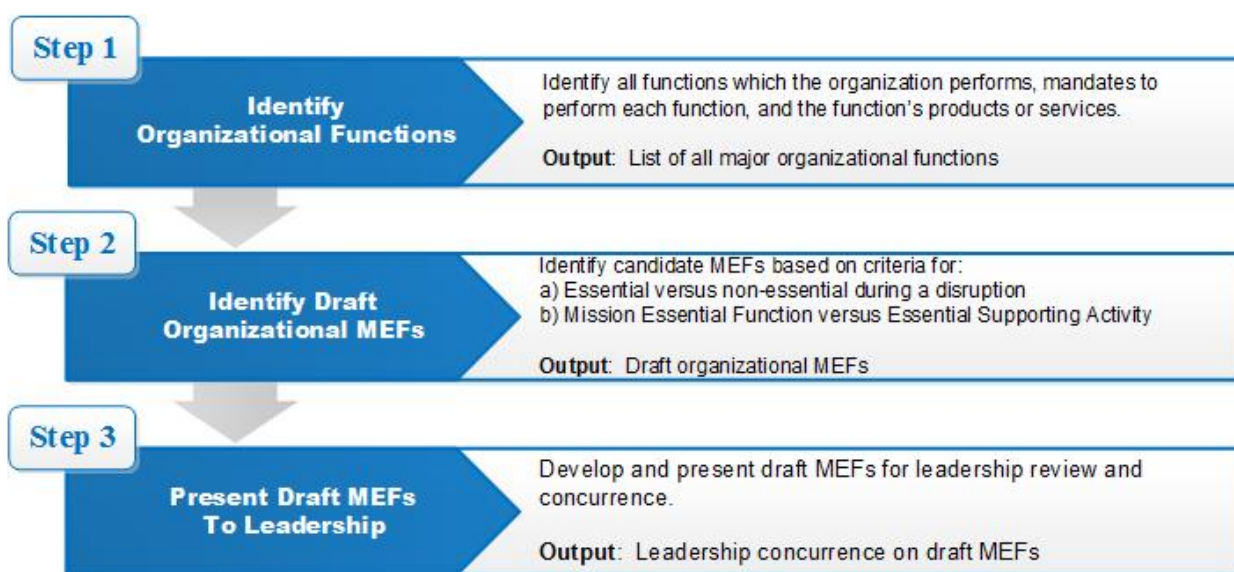 Step 1
Identify
Organizational Functions
Identify all functions which the organization performs, mandates to
perform each function, and the function's products or services.
Output: List of all major organizational functions
Step 2
Identify Draft
Organizational MEFs
Identify candidate MEFs based on criteria for:
a) Essential versus non-essential during a disruption
b) Mission Essential Function versus Essential Supporting Activity
Output: Draft organizational MEFs
Step 3
Present Draft MEFs
To Leadership
Develop and present draft MEFs for leadership review and
concurrence.
Output: Leadership concurrence on draft MEFs